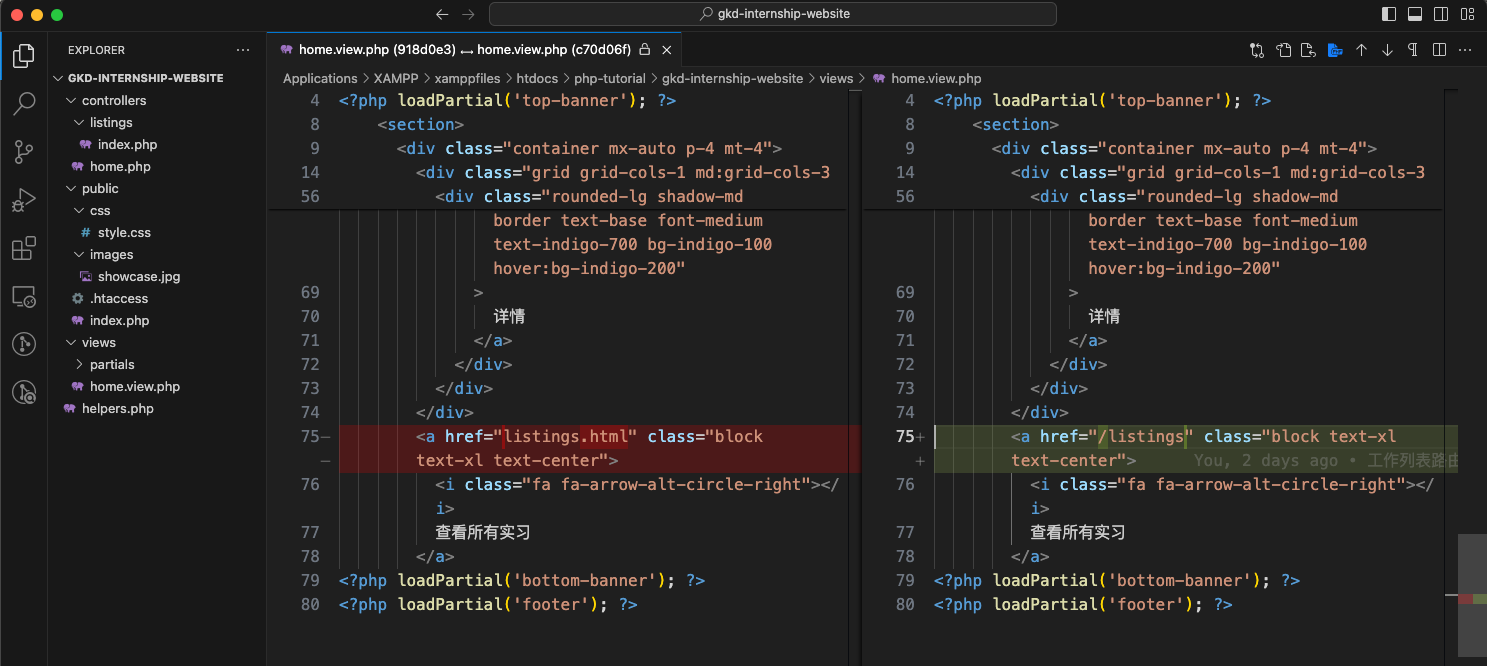 gkd-internship-website
EXPLORER
GKD-INTERNSHIP-WEBSITE
controllers
listings
index.php
home.php
public
css
# style.css
images
showcase.jpg
.htaccess
index.php
views
partials
home.view.php
helpers.php
home.view.php (918d0e3) ↔ home.view.php (c70d06f)
Applications > XAMPP > xamppfiles > htdocs > php-tutorial > gkd-internship-website > views > home.view.php
4 <?php loadPartial('top-banner'); ?>
8 <section>
9 <div class="container mx-auto p-4 mt-4">
14 <div class="grid grid-cols-1 md:grid-cols-3
56 <div class="rounded-lg shadow-md
border text-base font-medium
text-indigo-700 bg-indigo-100
hover:bg-indigo-200"
69 >
70 详情
71 </a>
72 </div>
73 </div>
74 </div>
75− <a href="listings.html" class="block
− text-xl text-center">
76 <i class="fa fa-arrow-alt-circle-right"></
i>
77 查看所有实习
78 </a>
79 <?php loadPartial('bottom-banner'); ?>
80 <?php loadPartial('footer'); ?>
4 <?php loadPartial('top-banner'); ?>
8 <section>
9 <div class="container mx-auto p-4 mt-4">
14 <div class="grid grid-cols-1 md:grid-cols-3
56 <div class="rounded-lg shadow-md
border text-base font-medium
text-indigo-700 bg-indigo-100
hover:bg-indigo-200"
69 >
70 详情
71 </a>
72 </div>
73 </div>
74 </div>
75+ <a href="/listings" class="block text-xl
+ text-center"> You, 2 days ago • 工作列表路由
76 <i class="fa fa-arrow-alt-circle-right"></
i>
77 查看所有实习
78 </a>
79 <?php loadPartial('bottom-banner'); ?>
80 <?php loadPartial('footer'); ?>